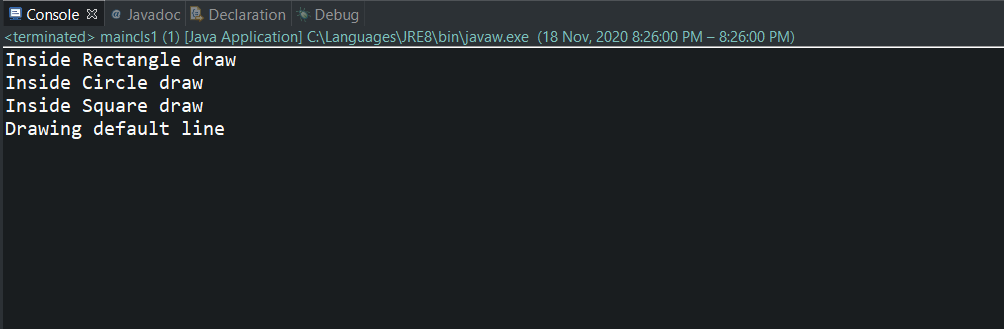 Console Javadoc Declaration Debug
<terminated> maincls1 (1) [Java Application] C:\Languages\JRE8\bin\javaw.exe (18 Nov, 2020 8:26:00 PM – 8:26:00 PM)
Inside Rectangle draw
Inside Circle draw
Inside Square draw
Drawing default line